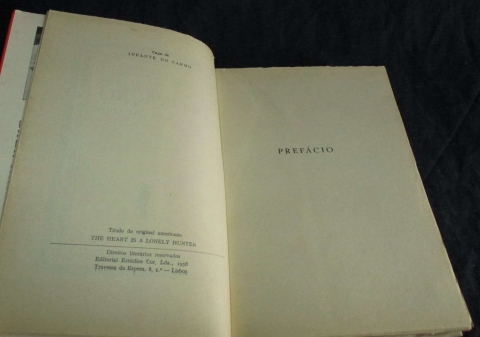 Capa de
INFANTE DO CARMO
Título do original americano
THE HEART IS A LONELY HUNTER
Direitos literários reservados
Editorial Estúdios Cor, Lda., 1958
Travessa da Espera, 8, 2.º — Lisboa
PREFÁCIO